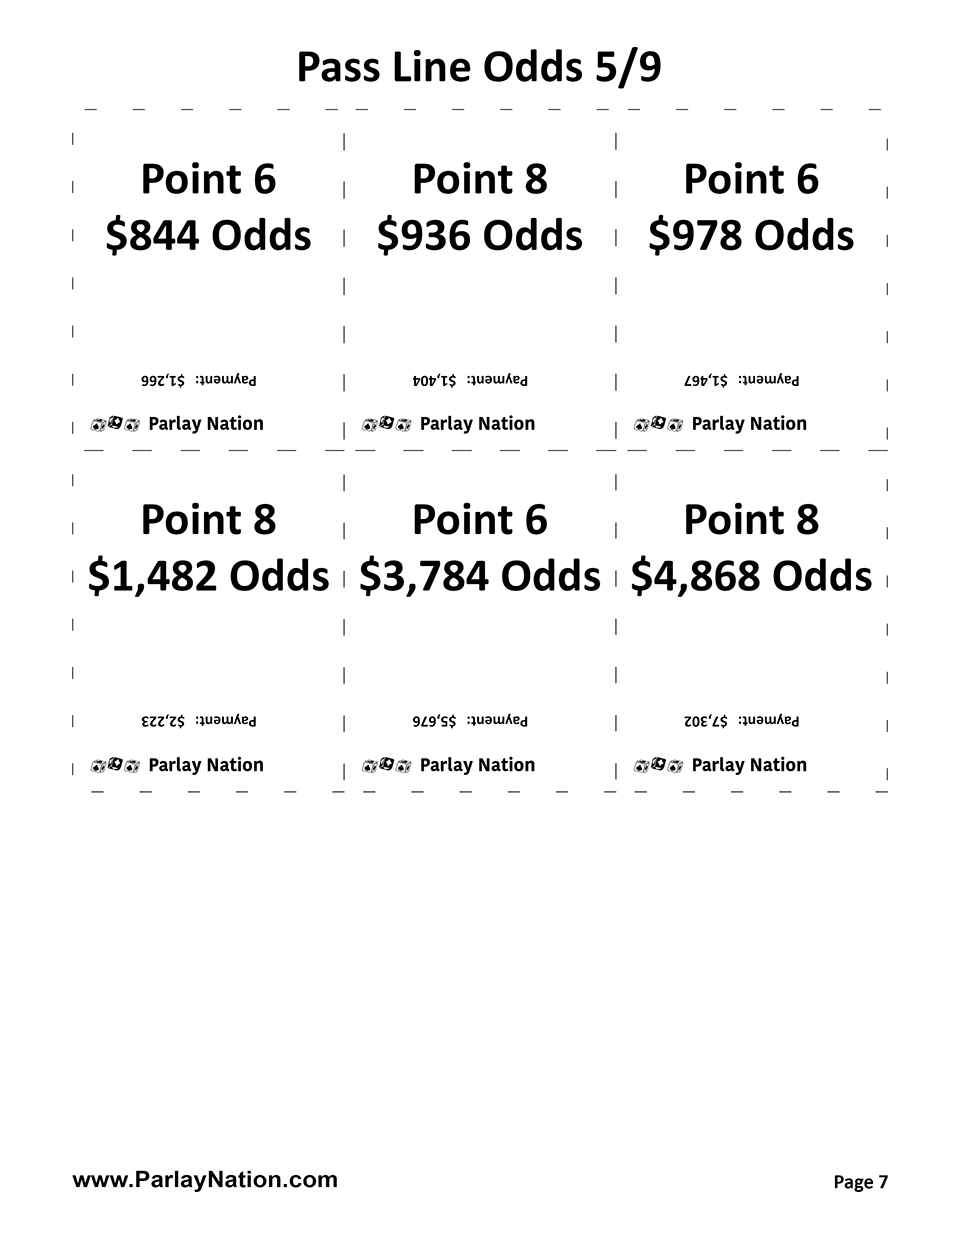 Pass Line Odds 5/9
Point 6
$844 Odds
Payment: $1,266
Parlay Nation
Point 8
$936 Odds
Payment: $1,404
Parlay Nation
Point 6
$978 Odds
Payment: $1,467
Parlay Nation
Point 8
$1,482 Odds
Payment: $2,223
Parlay Nation
Point 6
$3,784 Odds
Payment: $5,676
Parlay Nation
Point 8
$4,868 Odds
Payment: $7,302
Parlay Nation
www.ParlayNation.com
Page 7